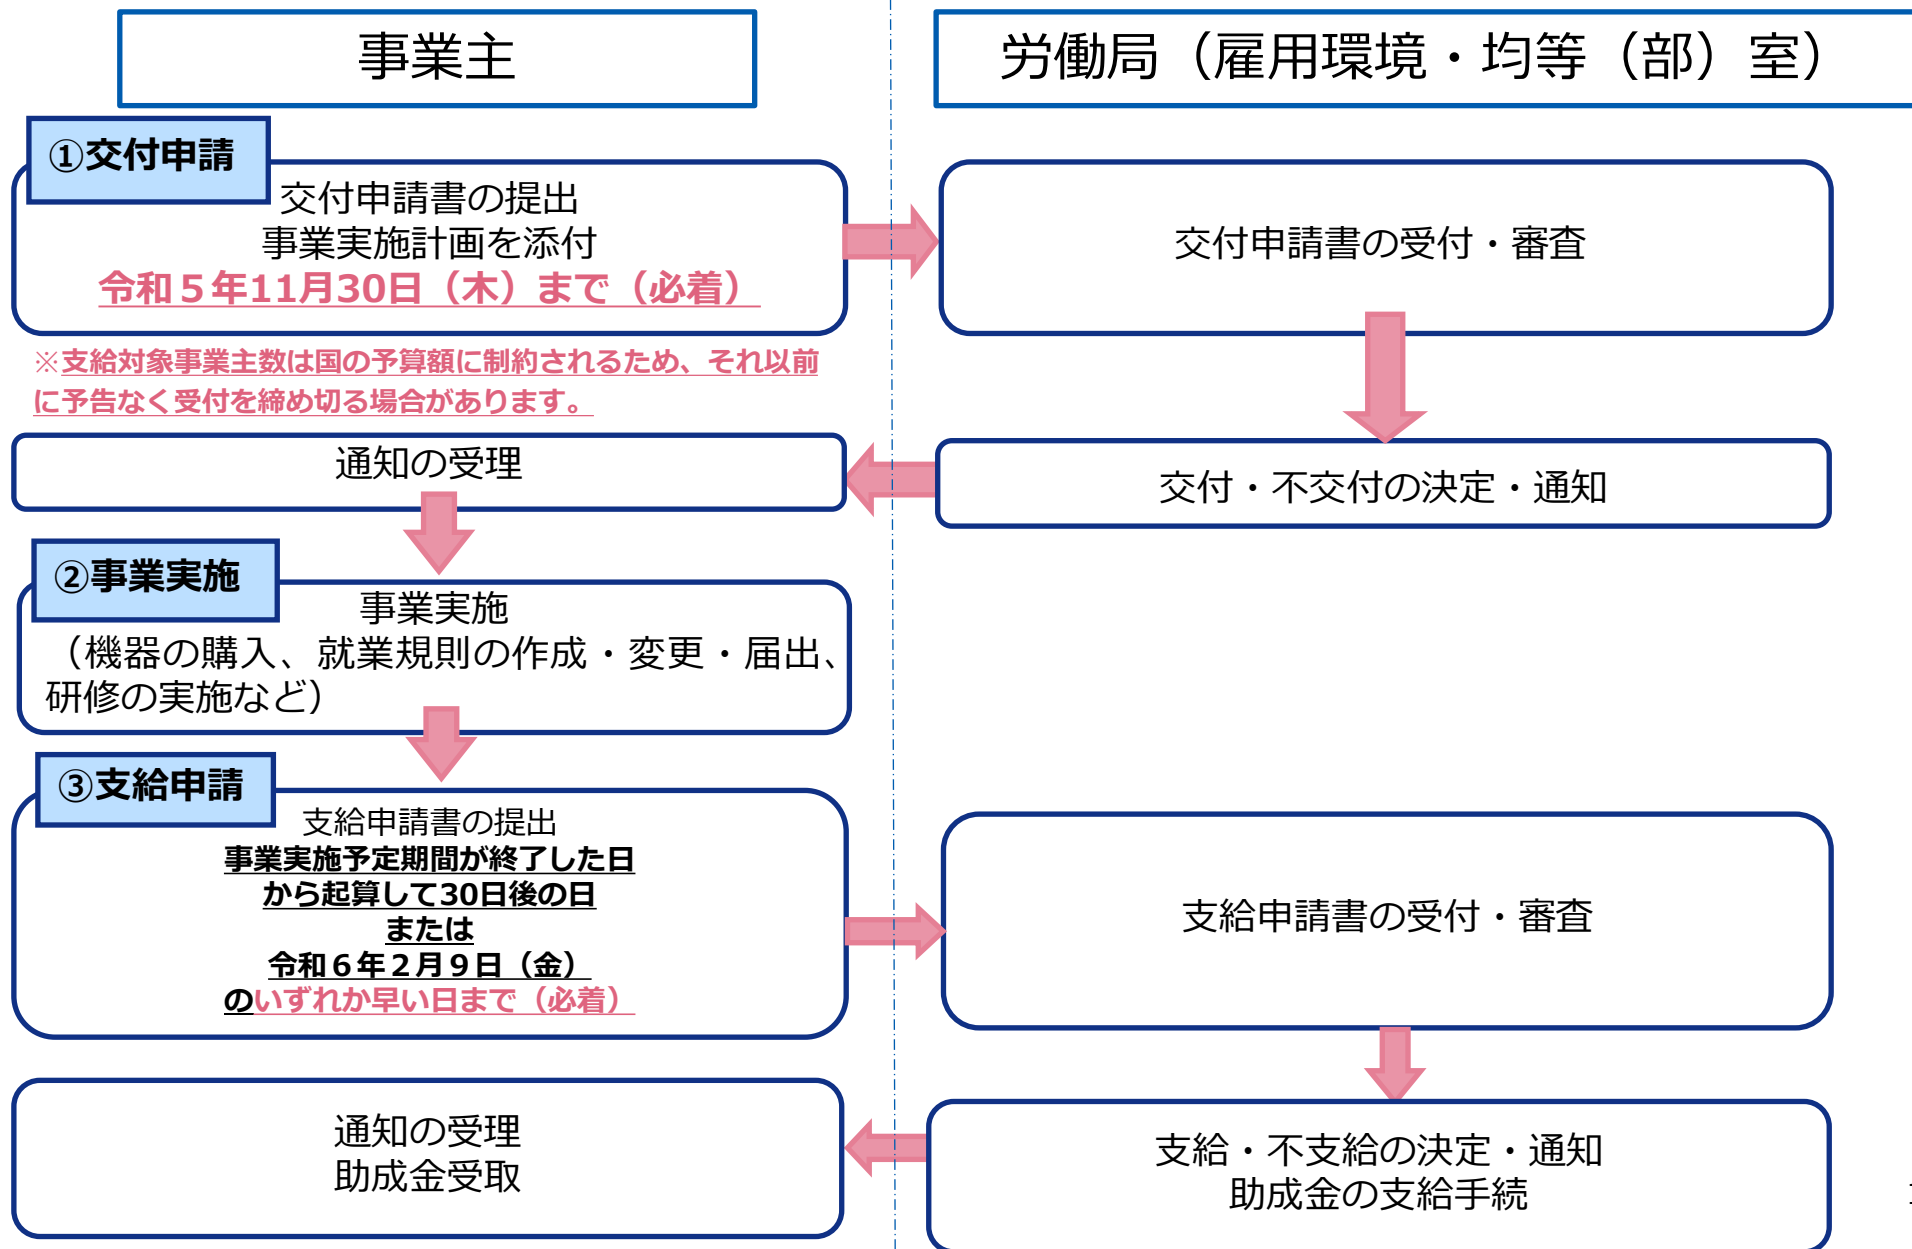 事業主
労働局（雇用環境・均等（部）室）
①交付申請
交付申請書の提出
事業実施計画を添付
令和５年11月30日（木）まで（必着）
交付申請書の受付・審査
※支給対象事業主数は国の予算額に制約されるため、それ以前
に予告なく受付を締め切る場合があります。
通知の受理
交付・不交付の決定・通知
②事業実施
事業実施
（機器の購入、就業規則の作成・変更・届出、
研修の実施など）
③支給申請
支給申請書の提出
事業実施予定期間が終了した日
から起算して30日後の日
または
令和６年２月９日（金）
のいずれか早い日まで（必着）
支給申請書の受付・審査
通知の受理
助成金受取
支給・不支給の決定・通知
助成金の支給手続